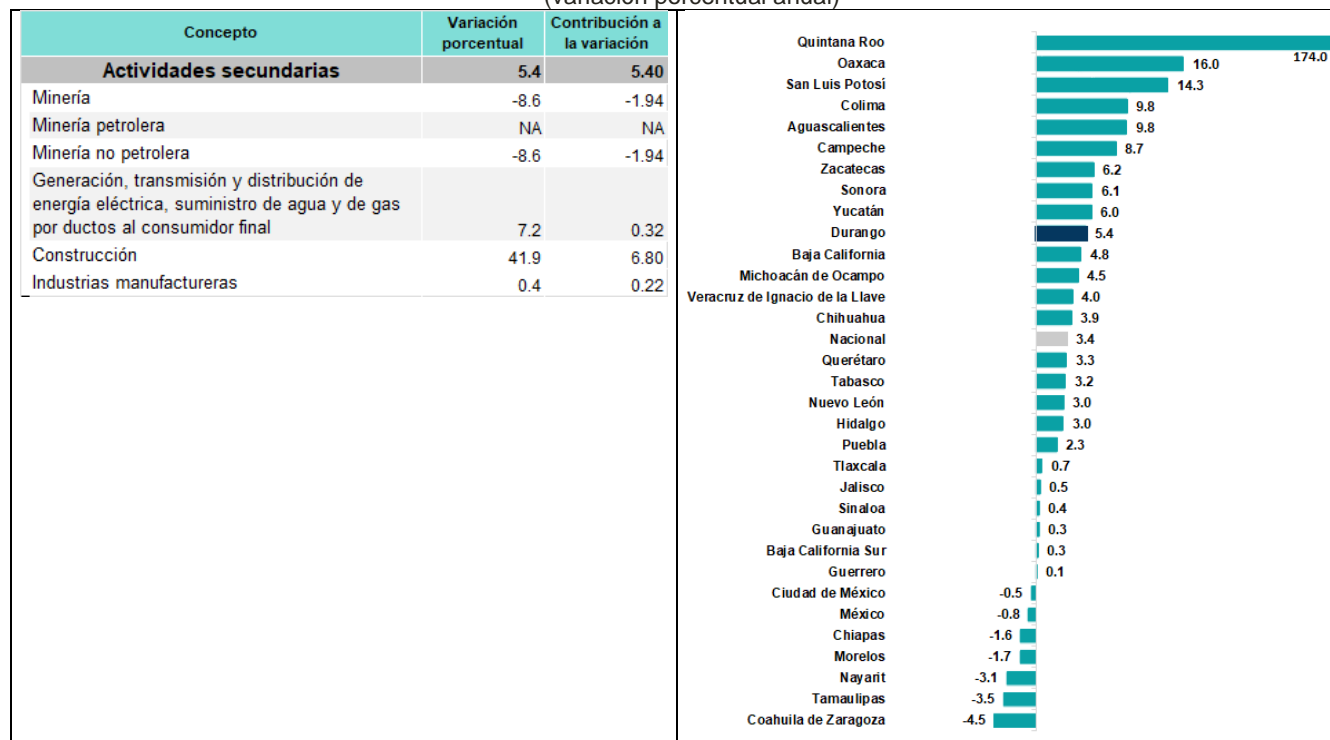 (variación porcentual anual)
Concepto Variación porcentual Contribución a la variación
Actividades secundarias 5.4 5.40
Minería -8.6 -1.94
Minería petrolera NA NA
Minería no petrolera -8.6 -1.94
Generación, transmisión y distribución de
energía eléctrica, suministro de agua y de gas
por ductos al consumidor final 7.2 0.32
Construcción 41.9 6.80
Industrias manufactureras 0.4 0.22
Quintana Roo 174.0
Oaxaca 16.0
San Luis Potosí 14.3
Colima 9.8
Aguascalientes 9.8
Campeche 8.7
Zacatecas 6.2
Sonora 6.1
Yucatán 6.0
Durango 5.4
Baja California 4.8
Michoacán de Ocampo 4.5
Veracruz de Ignacio de la Llave 4.0
Chihuahua 3.9
Nacional 3.4
Querétaro 3.3
Tabasco 3.2
Nuevo León 3.0
Hidalgo 3.0
Puebla 2.3
Tlaxcala 0.7
Jalisco 0.5
Sinaloa 0.4
Guanajuato 0.3
Baja California Sur 0.3
Guerrero 0.1
Ciudad de México -0.5
México -0.8
Chiapas -1.6
Morelos -1.7
Nayarit -3.1
Tamaulipas -3.5
Coahuila de Zaragoza -4.5